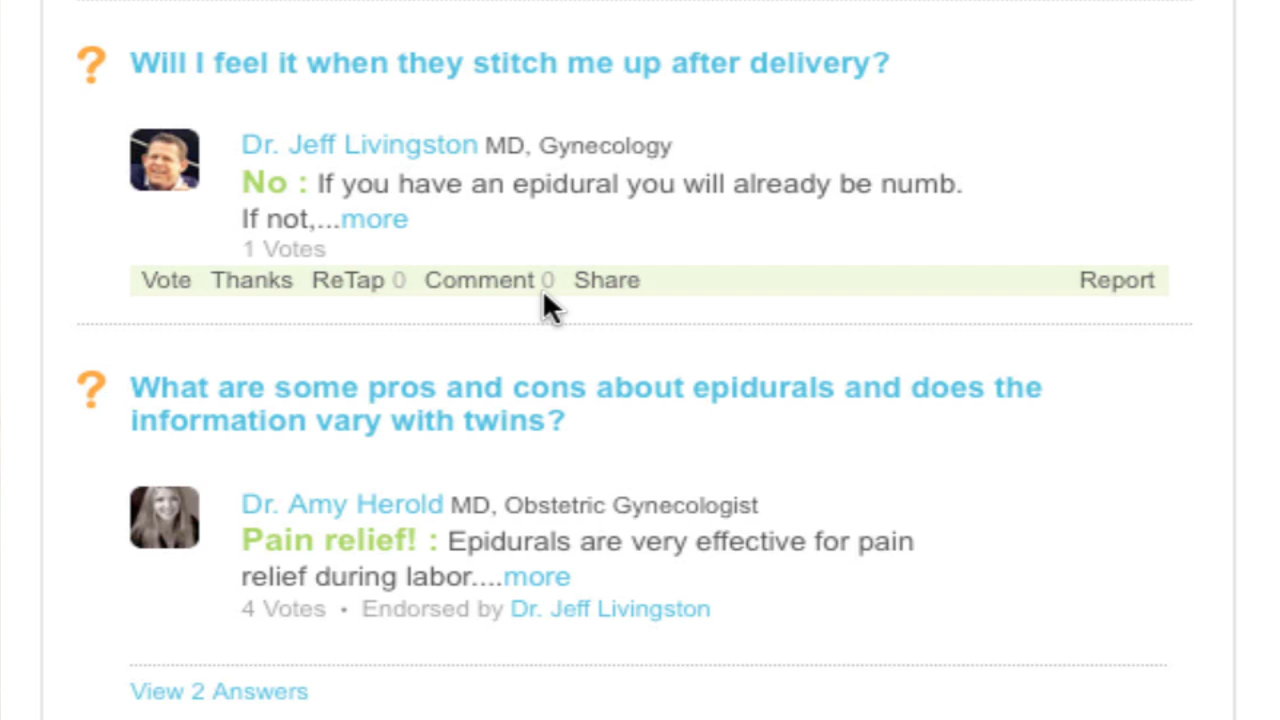 ? Will I feel it when they stitch me up after delivery?
Dr. Jeff Livingston MD, Gynecology
No : If you have an epidural you will already be numb.
If not,...more
1 Votes
Vote Thanks ReTap 0 Comment 0 Share Report
? What are some pros and cons about epidurals and does the
information vary with twins?
Dr. Amy Herold MD, Obstetric Gynecologist
Pain relief! : Epidurals are very effective for pain
relief during labor....more
4 Votes • Endorsed by Dr. Jeff Livingston
View 2 Answers